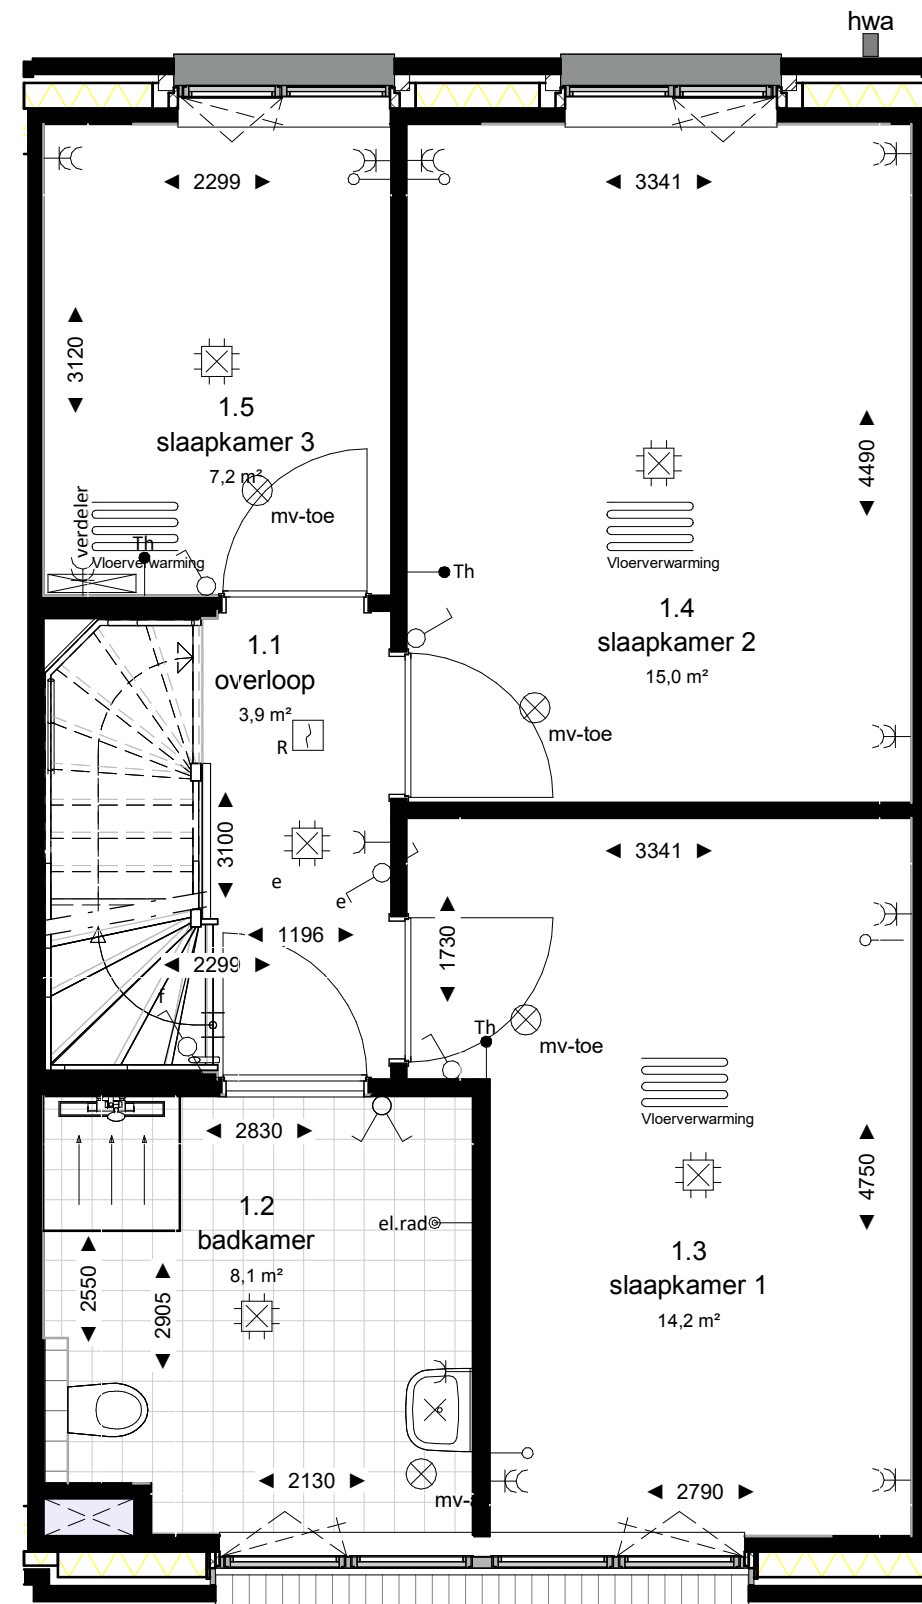 hwa
2299
3341
3120
1.5
slaapkamer 3
7,2 m²
4490
verdeler
mv-toe
Th
Vloerverwarming
Vloerverwarming
Th
1.4
slaapkamer 2
15,0 m²
1.1
overloop
3,9 m²
R
mv-toe
3100
3341
e
e
1196
1730
2299
f
Th
mv-toe
Vloerverwarming
2830
4750
1.2
badkamer
8,1 m²
el.rad
2550
2905
1.3
slaapkamer 1
14,2 m²
2130
2790